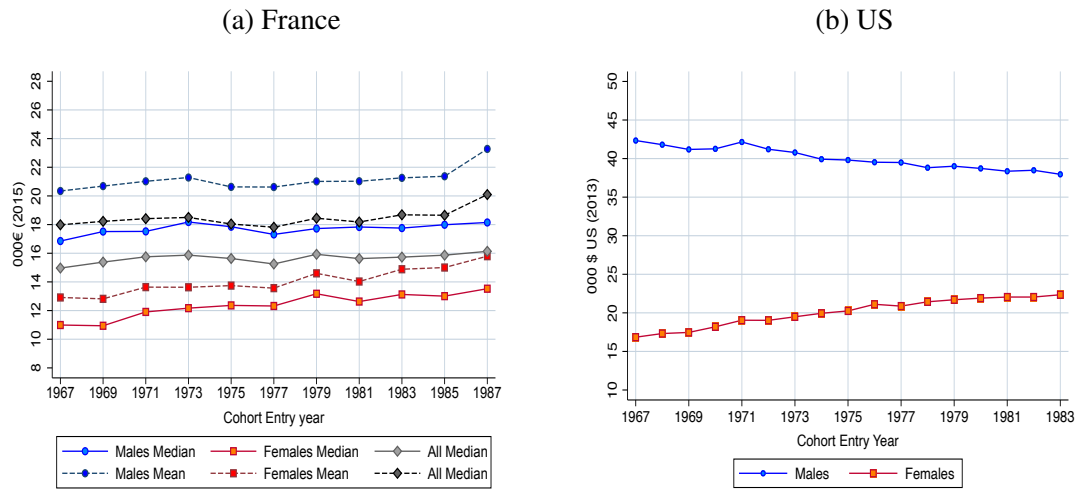 (a) France
(b) US
28
26
24
22
20
18
16
14
12
10
8
000€ (2015)
1967 1969 1971 1973 1975 1977 1979 1981 1983 1985 1987
Cohort Entry year
Males Median Females Median All Median
Males Mean Females Mean All Mean
50
45
40
35
30
25
20
15
10
000 $ US (2013)
1967 1969 1971 1973 1975 1977 1979 1981 1983
Cohort Entry Year
Males Females